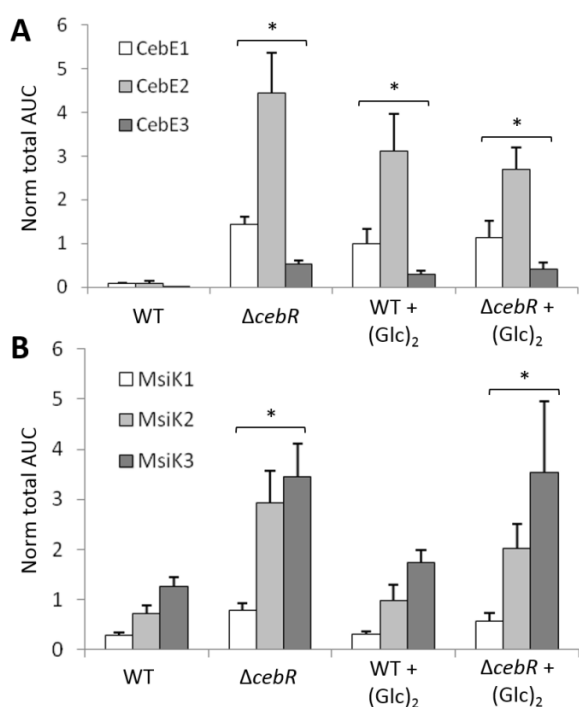 A
Norm total AUC
6
5
4
3
2
1
0
CebE1
CebE2
CebE3
*
*
*
WT
ΔcebR
WT +
(Glc)₂
ΔcebR +
(Glc)₂
B
Norm total AUC
6
5
4
3
2
1
0
MsiK1
MsiK2
MsiK3
*
*
WT
ΔcebR
WT +
(Glc)₂
ΔcebR +
(Glc)₂